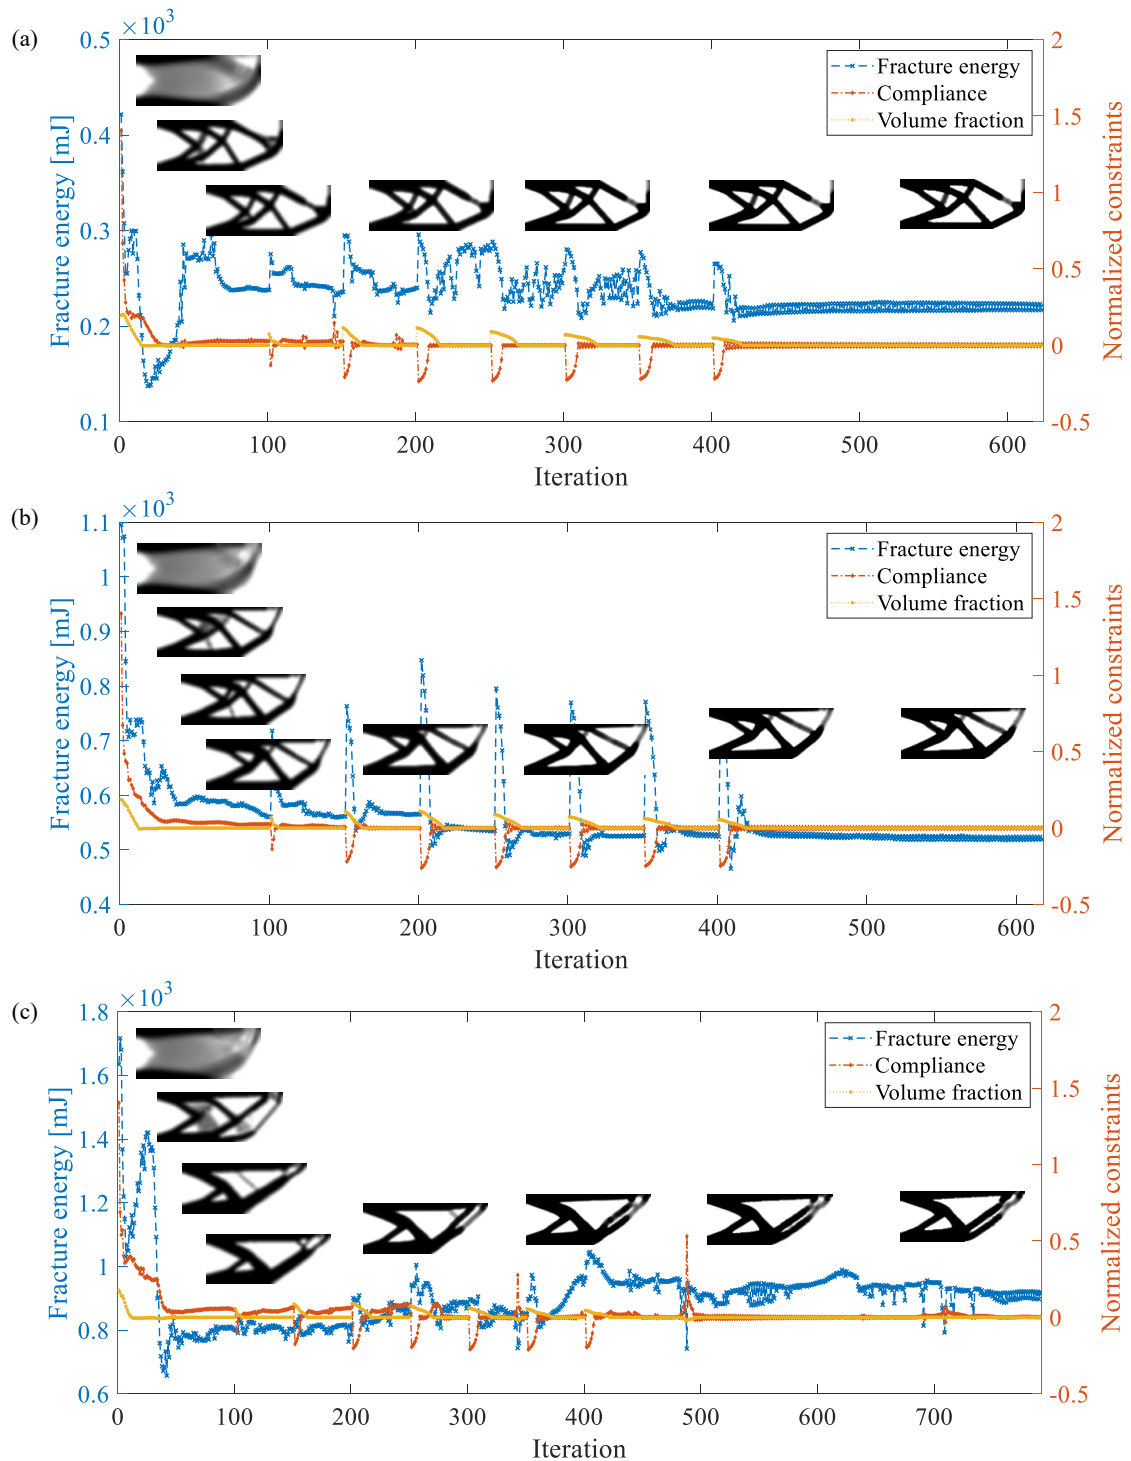 (a)
×10³
0.5
0.4
0.3
0.2
0.1
Fracture energy [mJ]
2
1.5
1
0.5
0
-0.5
Normalized constraints
Fracture energy
Compliance
Volume fraction
0 100 200 300 400 500 600
Iteration
(b)
×10³
1.1
1
0.9
0.8
0.7
0.6
0.5
0.4
Fracture energy [mJ]
2
1.5
1
0.5
0
-0.5
Normalized constraints
Fracture energy
Compliance
Volume fraction
0 100 200 300 400 500 600
Iteration
(c)
×10³
1.8
1.6
1.4
1.2
1
0.8
0.6
Fracture energy [mJ]
2
1.5
1
0.5
0
-0.5
Normalized constraints
Fracture energy
Compliance
Volume fraction
0 100 200 300 400 500 600 700
Iteration